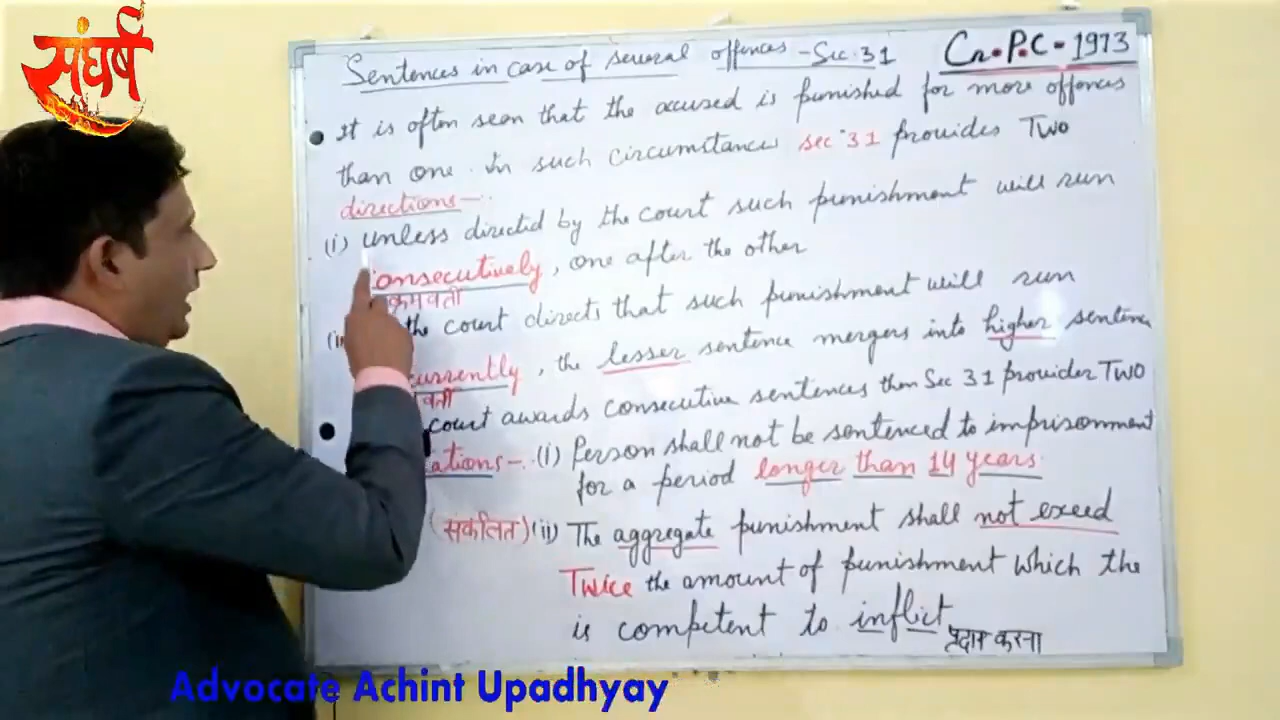 संघर्ष
Sentences in case of several offences - Sec. 31
Cr.P.C - 1973
It is often seen that the accused is punished for more offences
than one. In such circumstances sec 31 provides Two
directions-:
(i) unless directed by the court such punishment will run
consecutively, one after the other
क्रमवर्ती
the court directs that such punishment will run
currently, the lesser sentence mergers into higher sentence
वर्ती
court awards consecutive sentences then Sec 31 provides Two
ations-: (i) Person shall not be sentenced to imprisonment
for a period longer than 14 years.
(संकलित) (ii) The aggregate punishment shall not exeed
Twice the amount of punishment which the
is competent to inflict
प्रदान करना
Advocate Achint Upadhyay